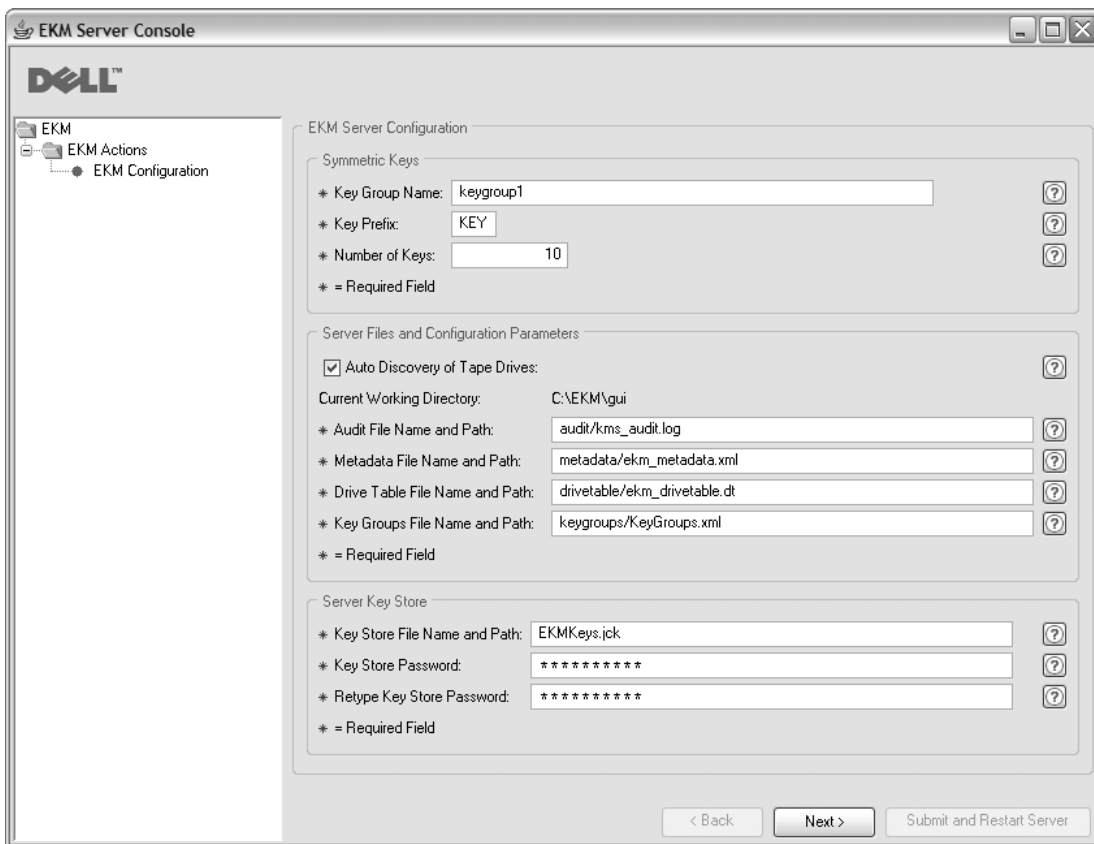 EKM Server Console
DELL™
EKM
EKM Actions
EKM Configuration
EKM Server Configuration
Symmetric Keys
* Key Group Name: keygroup1 ?
* Key Prefix: KEY ?
* Number of Keys: 10 ?
* = Required Field
Server Files and Configuration Parameters
Auto Discovery of Tape Drives: ?
Current Working Directory: C:\EKM\gui
* Audit File Name and Path: audit/kms_audit.log ?
* Metadata File Name and Path: metadata/ekm_metadata.xml ?
* Drive Table File Name and Path: drivetable/ekm_drivetable.dt ?
* Key Groups File Name and Path: keygroups/KeyGroups.xml ?
* = Required Field
Server Key Store
* Key Store File Name and Path: EKMKeys.jck ?
* Key Store Password: ********** ?
* Retype Key Store Password: ********** ?
* = Required Field
< Back Next > Submit and Restart Server